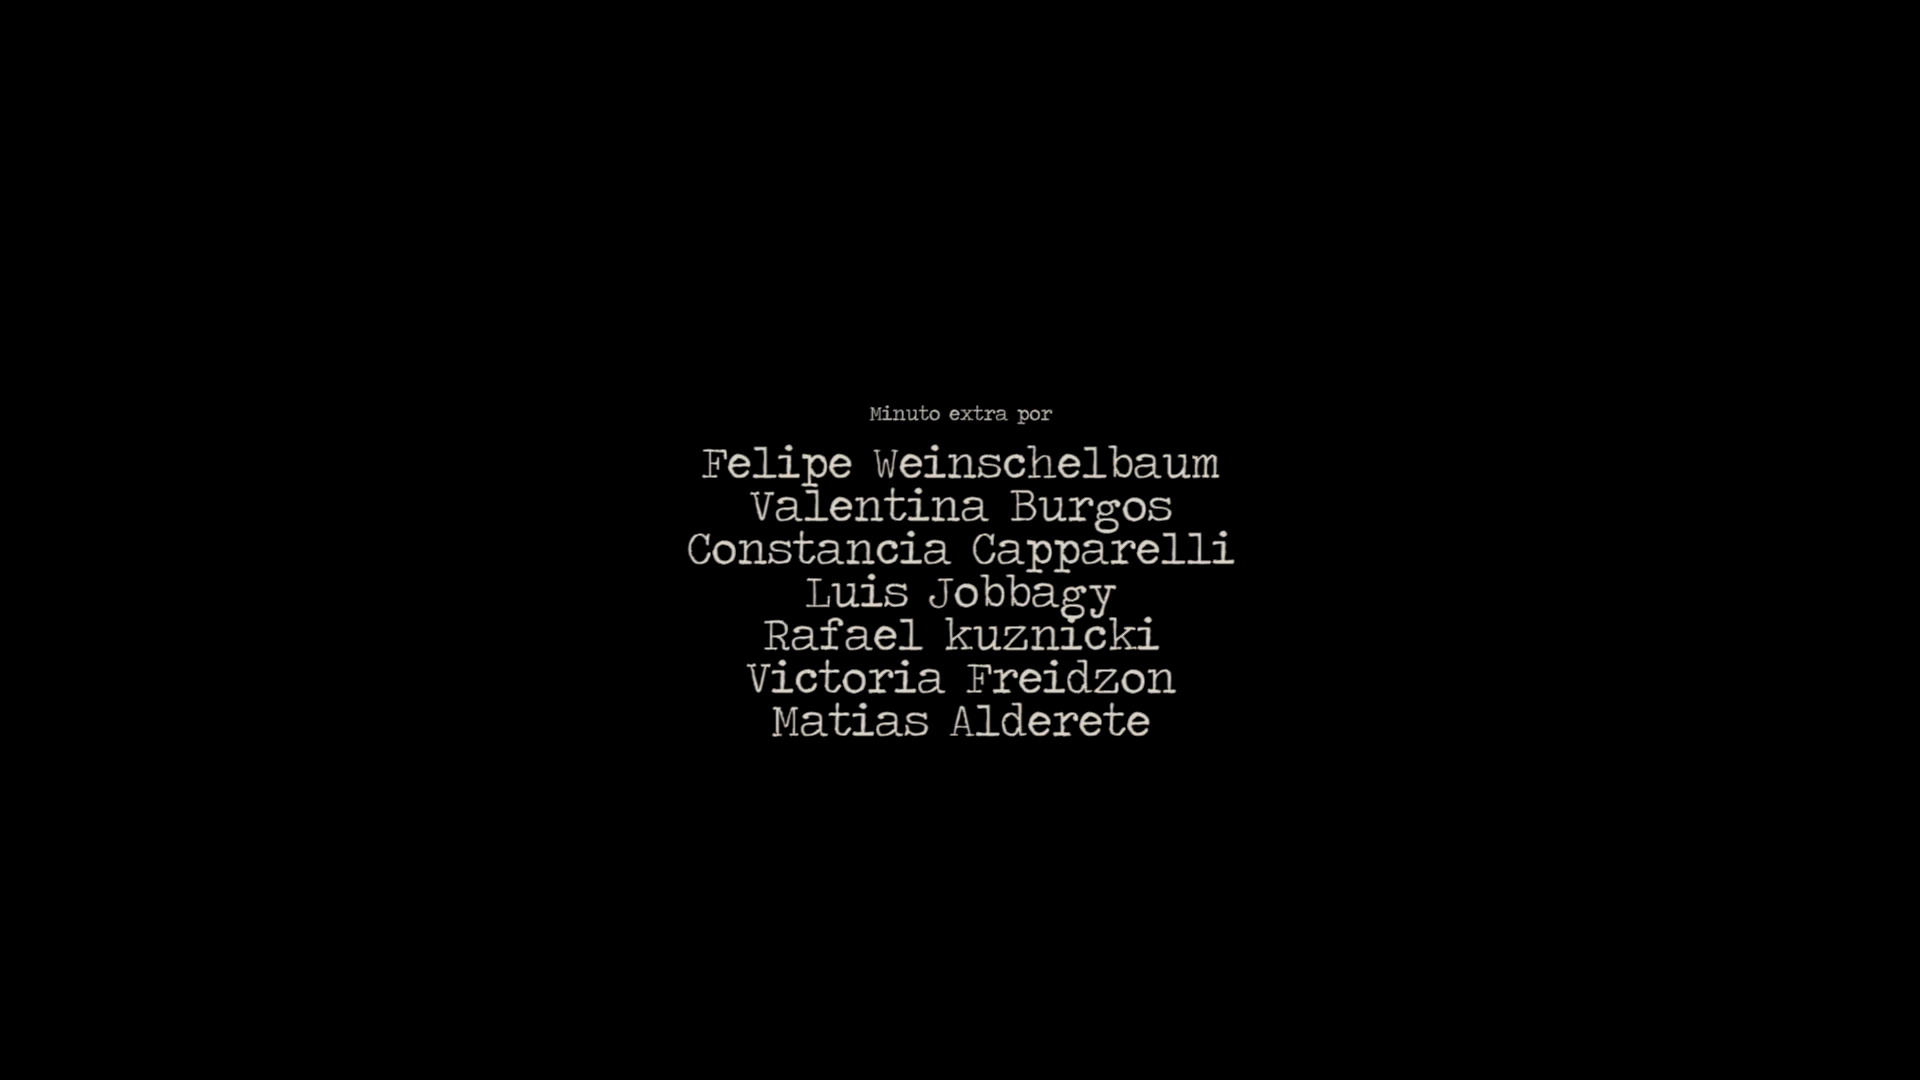 Minuto extra por
Felipe Weinschelbaum
Valentina Burgos
Constancia Capparelli
Luis Jobbagy
Rafael kuznicki
Victoria Freidzon
Matias Alderete